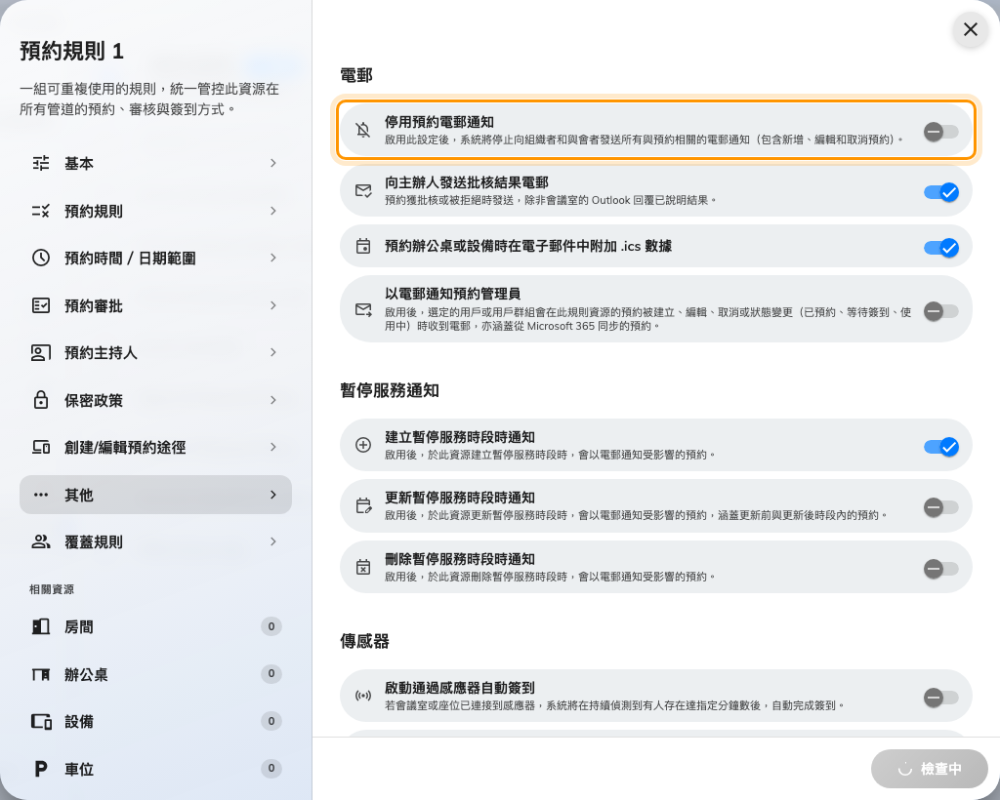 預約規則 1
一組可重複使用的規則，統一管控此資源在
所有管道的預約、審核與簽到方式。
基本
預約規則
預約時間 / 日期範圍
預約審批
預約主持人
保密政策
創建/編輯預約途徑
其他
覆蓋規則
相關資源
房間 0
辦公桌 0
設備 0
車位 0
電郵
停用預約電郵通知
啟用此設定後，系統將停止向組織者和與會者發送所有與預約相關的電郵通知（包含新增、編輯和取消預約）。
向主辦人發送批核結果電郵
預約獲批核或被拒絕時發送，除非會議室的 Outlook 回覆已說明結果。
預約辦公桌或設備時在電子郵件中附加 .ics 數據
以電郵通知預約管理員
啟用後，選定的用戶或用戶群組會在此規則資源的預約被建立、編輯、取消或狀態變更（已預約、等待簽到、使
用中）時收到電郵，亦涵蓋從 Microsoft 365 同步的預約。
暫停服務通知
建立暫停服務時段時通知
啟用後，於此資源建立暫停服務時段時，會以電郵通知受影響的預約。
更新暫停服務時段時通知
啟用後，於此資源更新暫停服務時段時，會以電郵通知受影響的預約，涵蓋更新前與更新後時段內的預約。
刪除暫停服務時段時通知
啟用後，於此資源刪除暫停服務時段時，會以電郵通知受影響的預約。
傳感器
啟動通過感應器自動簽到
若會議室或座位已連接到感應器，系統將在持續偵測到有人存在達指定分鐘數後，自動完成簽到。
檢查中